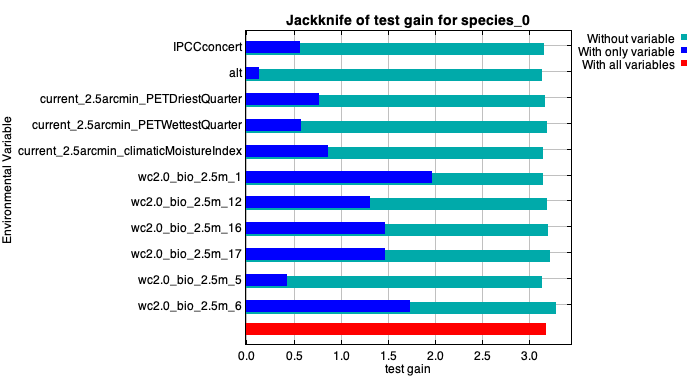 Jackknife of test gain for species_0
Without variable
With only variable
With all variables
Environmental Variable
IPCCconcert
alt
current_2.5arcmin_PETDriestQuarter
current_2.5arcmin_PETWettestQuarter
current_2.5arcmin_climaticMoistureIndex
wc2.0_bio_2.5m_1
wc2.0_bio_2.5m_12
wc2.0_bio_2.5m_16
wc2.0_bio_2.5m_17
wc2.0_bio_2.5m_5
wc2.0_bio_2.5m_6
0.0 0.5 1.0 1.5 2.0 2.5 3.0
test gain